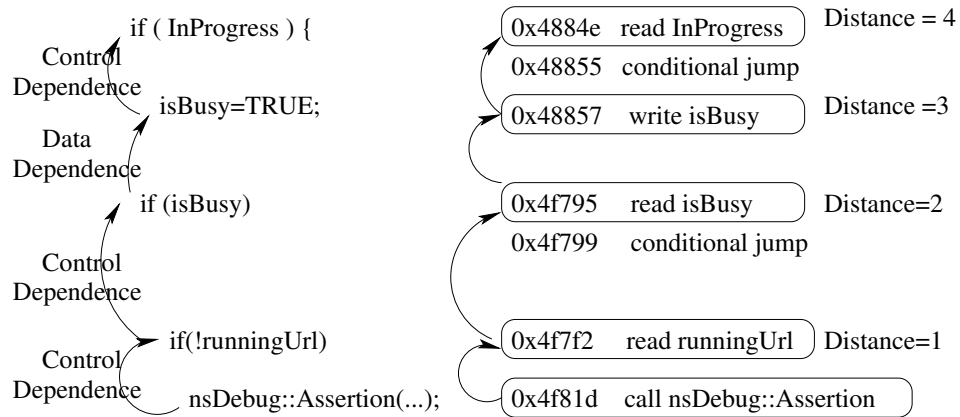 if ( InProgress ) {
Control
Dependence
isBusy=TRUE;
Data
Dependence
if (isBusy)
Control
Dependence
if(!runningUrl)
Control
Dependence
nsDebug::Assertion(...);
0x4884e read InProgress Distance = 4
0x48855 conditional jump
0x48857 write isBusy Distance =3
0x4f795 read isBusy Distance=2
0x4f799 conditional jump
0x4f7f2 read runningUrl Distance=1
0x4f81d call nsDebug::Assertion